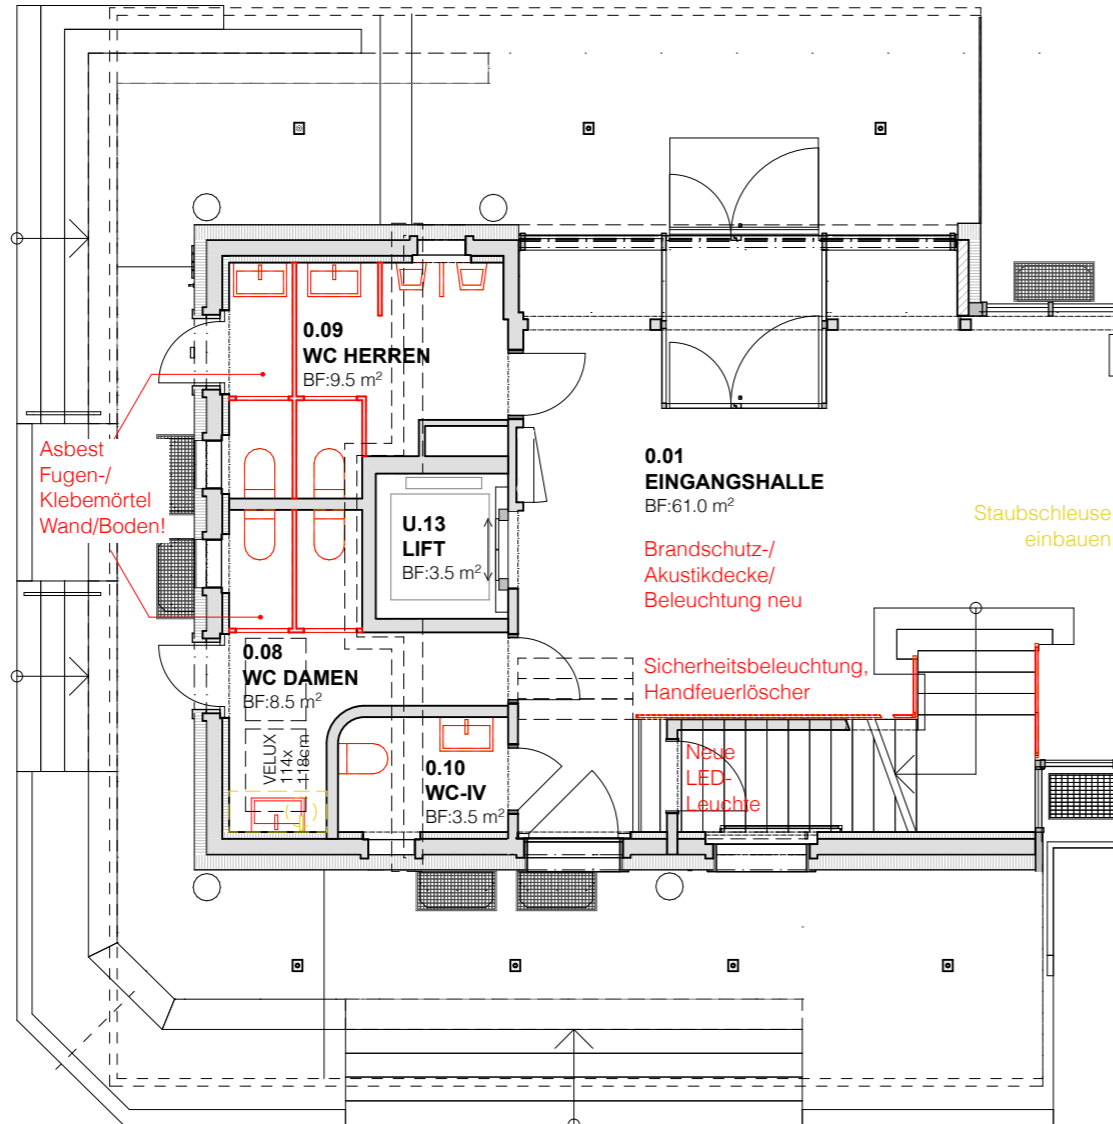 0.09
WC HERREN
BF:9.5 m²
Asbest
Fugen-/
Klebemörtel
Wand/Boden!
0.01
EINGANGSHALLE
BF:61.0 m²
U.13
LIFT
BF:3.5 m²
Staubschleuse
einbauen
Brandschutz-/
Akustikdecke/
Beleuchtung neu
0.08
WC DAMEN
BF:8.5 m²
Sicherheitsbeleuchtung,
Handfeuerlöscher
VELUX
114x
118cm
0.10
WC-IV
BF:3.5 m²
Neue
LED-
Leuchte